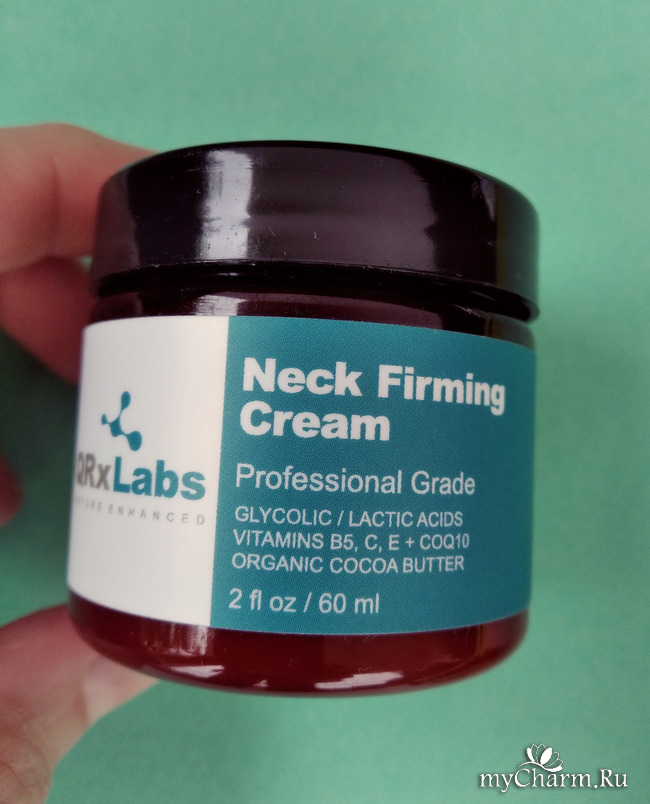 Neck Firming
Cream
QRxLabs
Professional Grade
ENHANCED
GLYCOLIC / LACTIC ACIDS
VITAMINS B5, C, E + COQ10
ORGANIC COCOA BUTTER
2 fl oz / 60 ml
myCharm.Ru